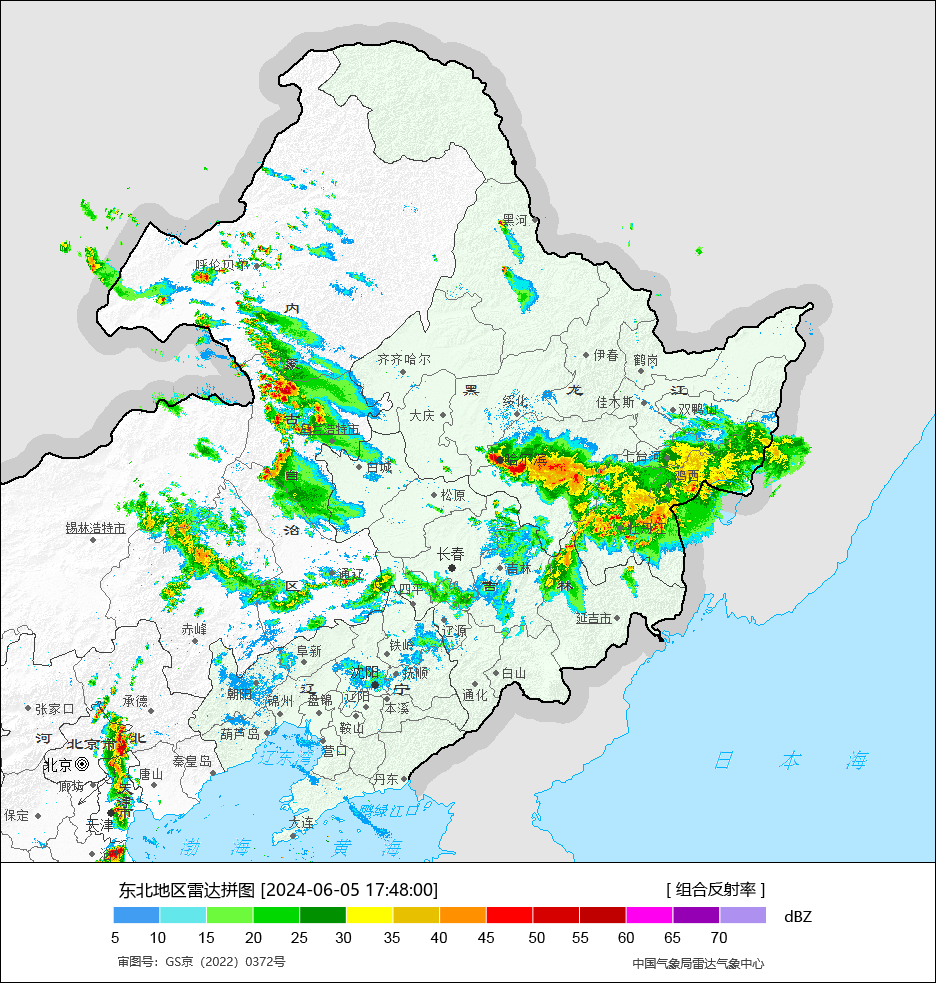 黑河
呼伦贝尔
内
蒙
古
自
治
区
齐齐哈尔
伊春
鹤岗
黑
龙
江
绥化
佳木斯
双鸭山
大庆
乌兰浩特市
哈尔滨
七台河
鸡西
白城
松原
牡丹江
锡林浩特市
长春
吉林
通辽
四平
吉
林
延吉市
赤峰
辽源
铁岭
阜新
沈阳
抚顺
白山
朝阳
辽
宁
锦州
盘锦
辽阳
本溪
通化
承德
张家口
葫芦岛
鞍山
河
北京市
北
北京
秦皇岛
辽东湾
营口
唐山
丹东
廊坊
天
津
市
保定
天津
大连
鸭绿江口
渤 海
黄 海
日 本 海
东北地区雷达拼图 [2024-06-05 17:48:00]
[ 组合反射率 ]
dBZ
5 10 15 20 25 30 35 40 45 50 55 60 65 70
审图号：GS京（2022）0372号
中国气象局雷达气象中心